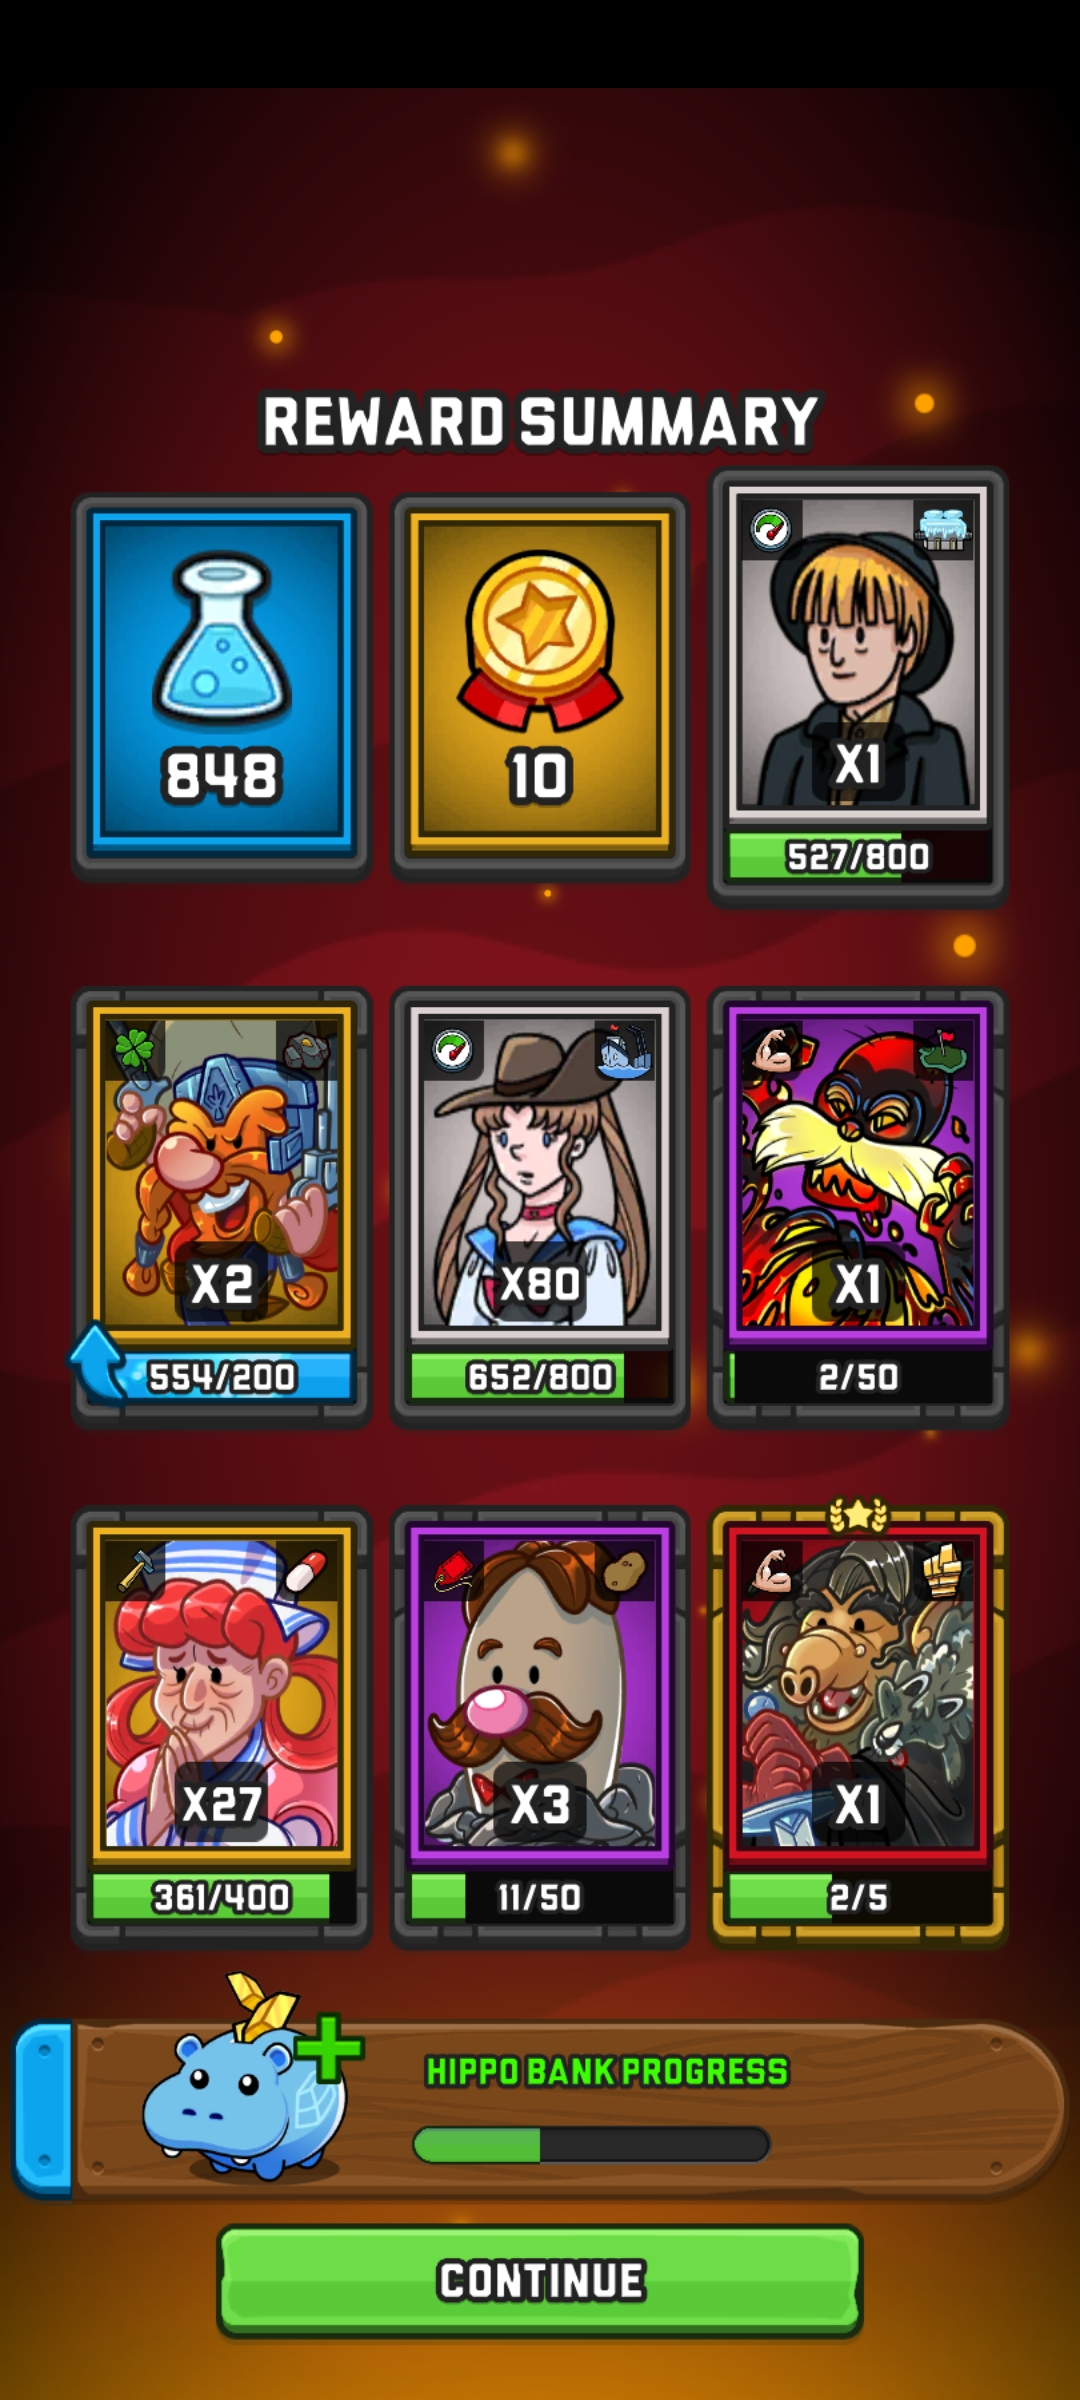 REWARD SUMMARY
848
10
X1
527/800
X2
554/200
X80
652/800
X1
2/50
X27
361/400
X3
11/50
X1
2/5
HIPPO BANK PROGRESS
CONTINUE